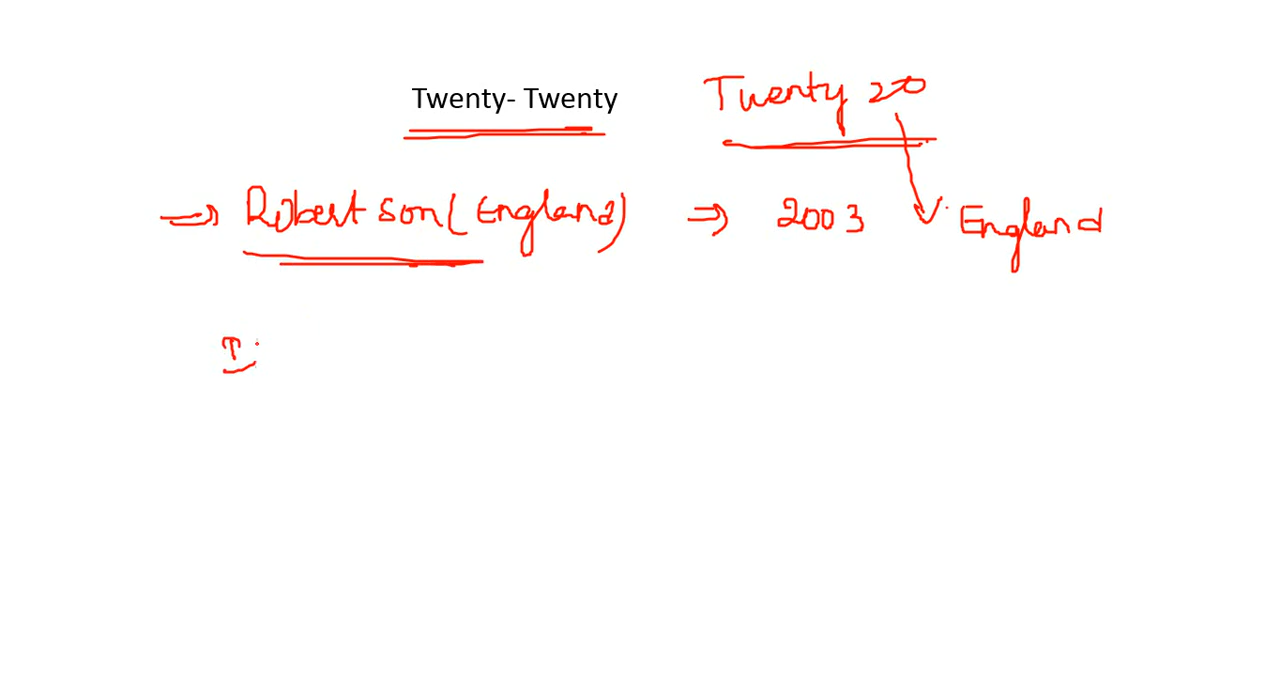 Twenty- Twenty Twenty 20
⇒ Robertson (England) ⇒ 2003 England